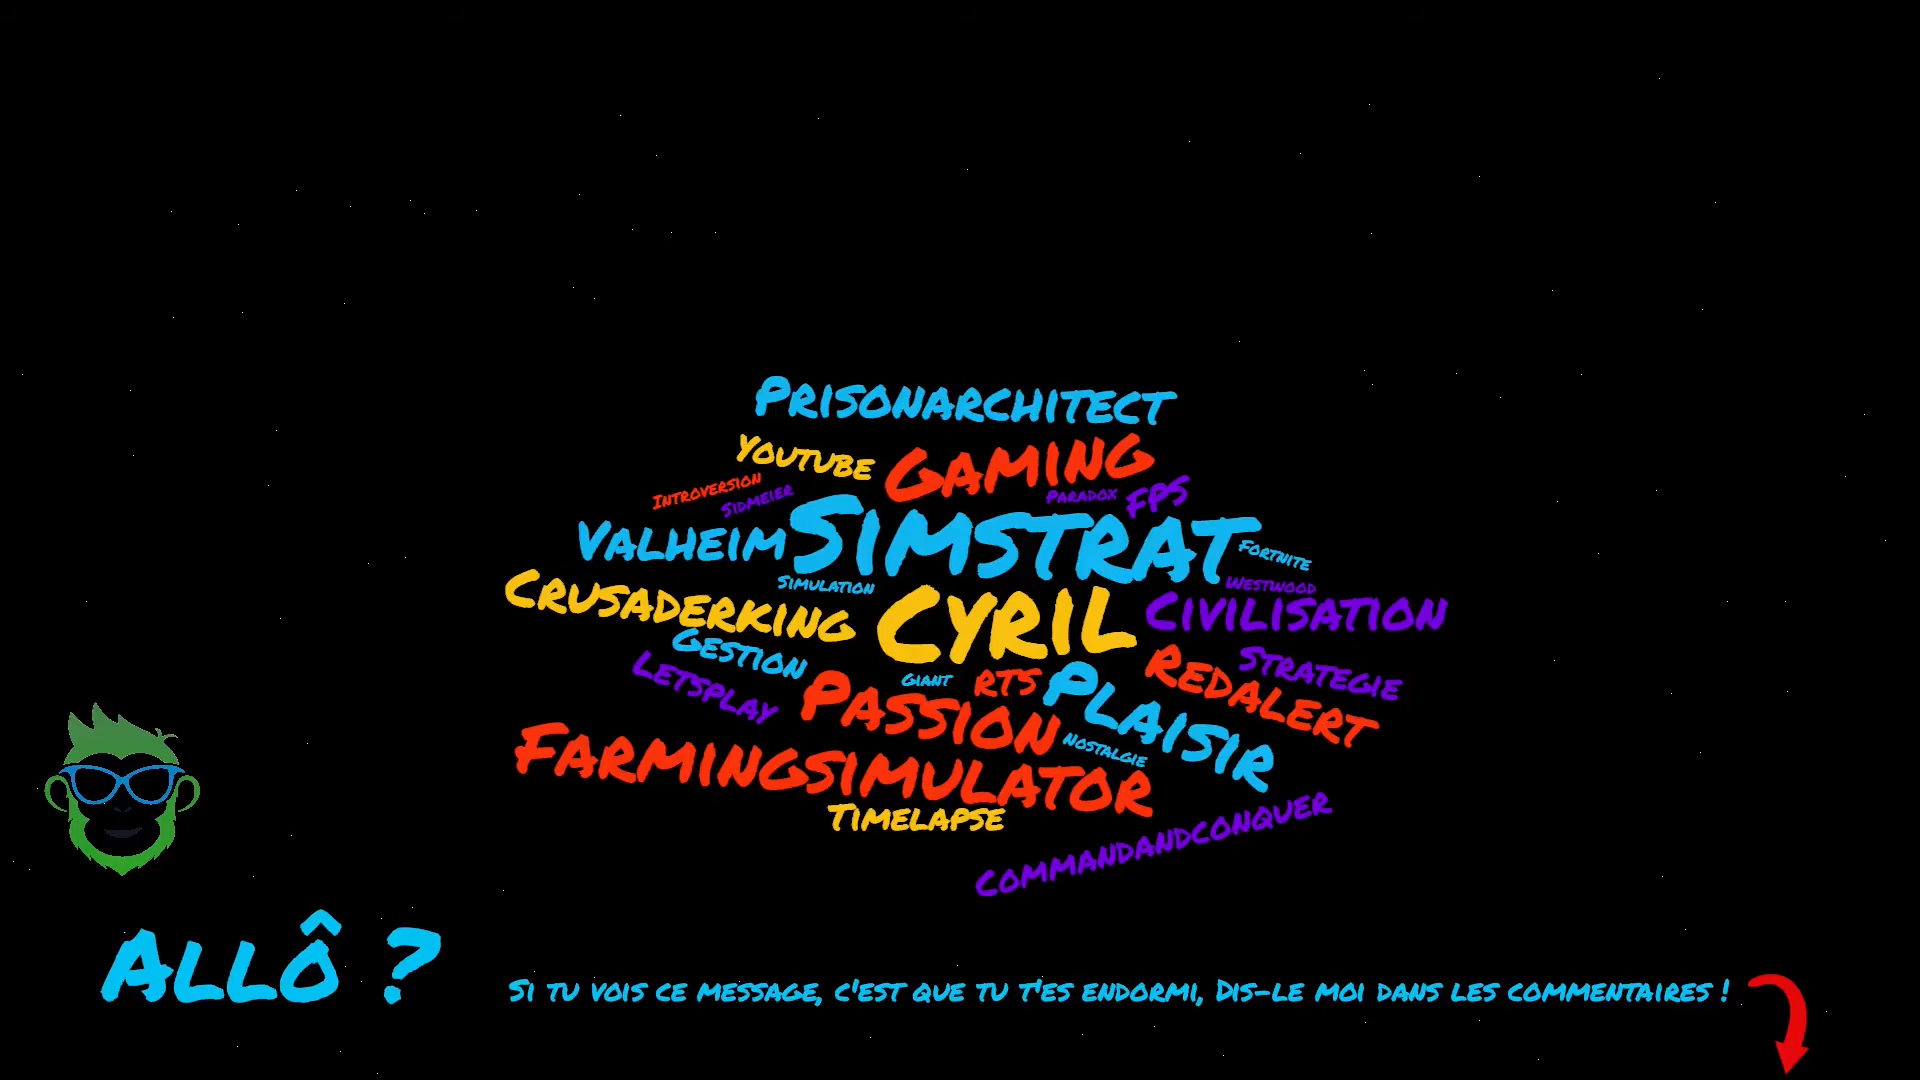 Prisonarchitect
Youtube
Gaming
Introversion
Sidmeier
Paradox
FPS
Valheim
Simstrat
Fortnite
Simulation
Westwood
Crusaderking
Cyril
Civilisation
Gestion
Strategie
Letsplay
Giant
RTS
Plaisir
Redalert
Passion
Nostalgie
Farmingsimulator
Timelapse
Commandandconquer
Allô ?
Si tu vois ce message, c'est que tu t'es endormi, Dis-le moi dans les commentaires !